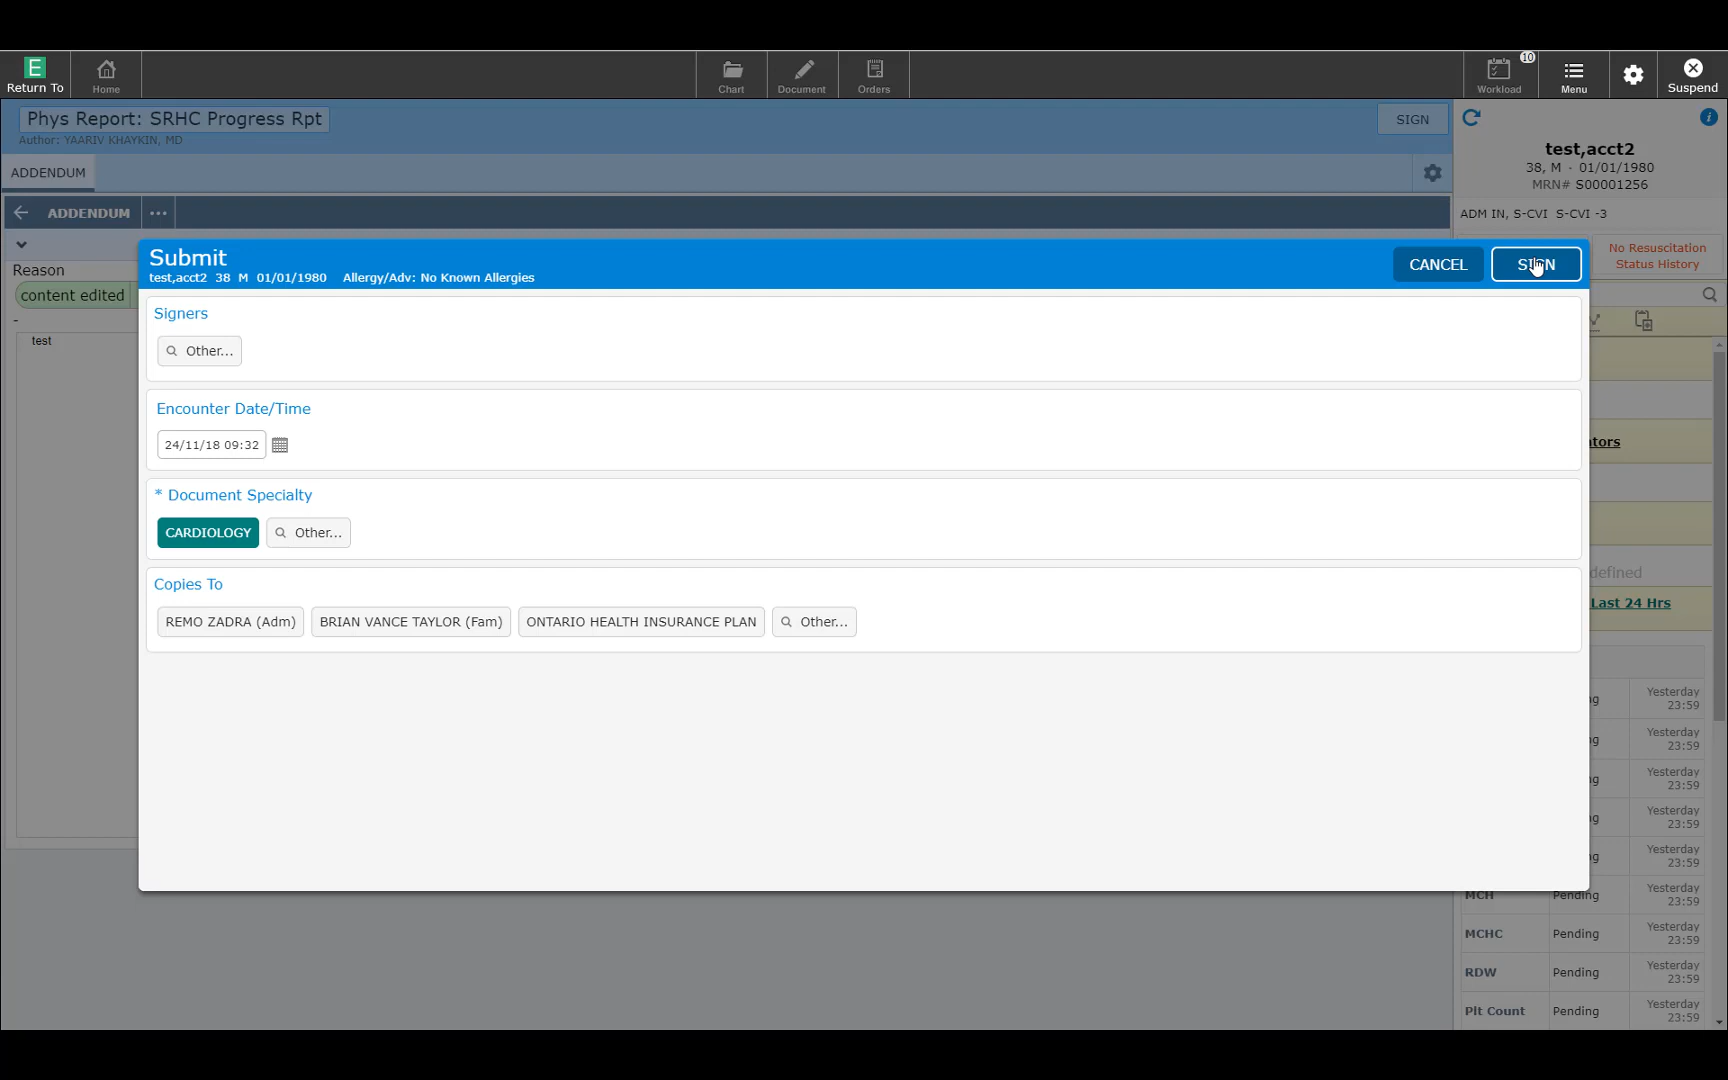 E
Return To
Home
Chart
Document
Orders
10
Workload
Menu
Suspend
Phys Report: SRHC Progress Rpt
Author: YAARIV KHAYKIN, MD
SIGN
ADDENDUM
ADDENDUM
Reason
content edited
-
test
Submit
test,acct2 38 M 01/01/1980 Allergy/Adv: No Known Allergies
CANCEL
Signers
Other...
Encounter Date/Time
24/11/18 09:32
* Document Specialty
CARDIOLOGY
Other...
Copies To
REMO ZADRA (Adm)
BRIAN VANCE TAYLOR (Fam)
ONTARIO HEALTH INSURANCE PLAN
Other...
i
test,acct2
38, M - 01/01/1980
MRN# S00001256
ADM IN, S-CVI S-CVI -3
No Resuscitation
Status History
Last 24 Hrs
Yesterday
23:59
Yesterday
23:59
Yesterday
23:59
Yesterday
23:59
Yesterday
23:59
MCH Pending Yesterday
23:59
MCHC Pending Yesterday
23:59
RDW Pending Yesterday
23:59
Plt Count Pending Yesterday
23:59